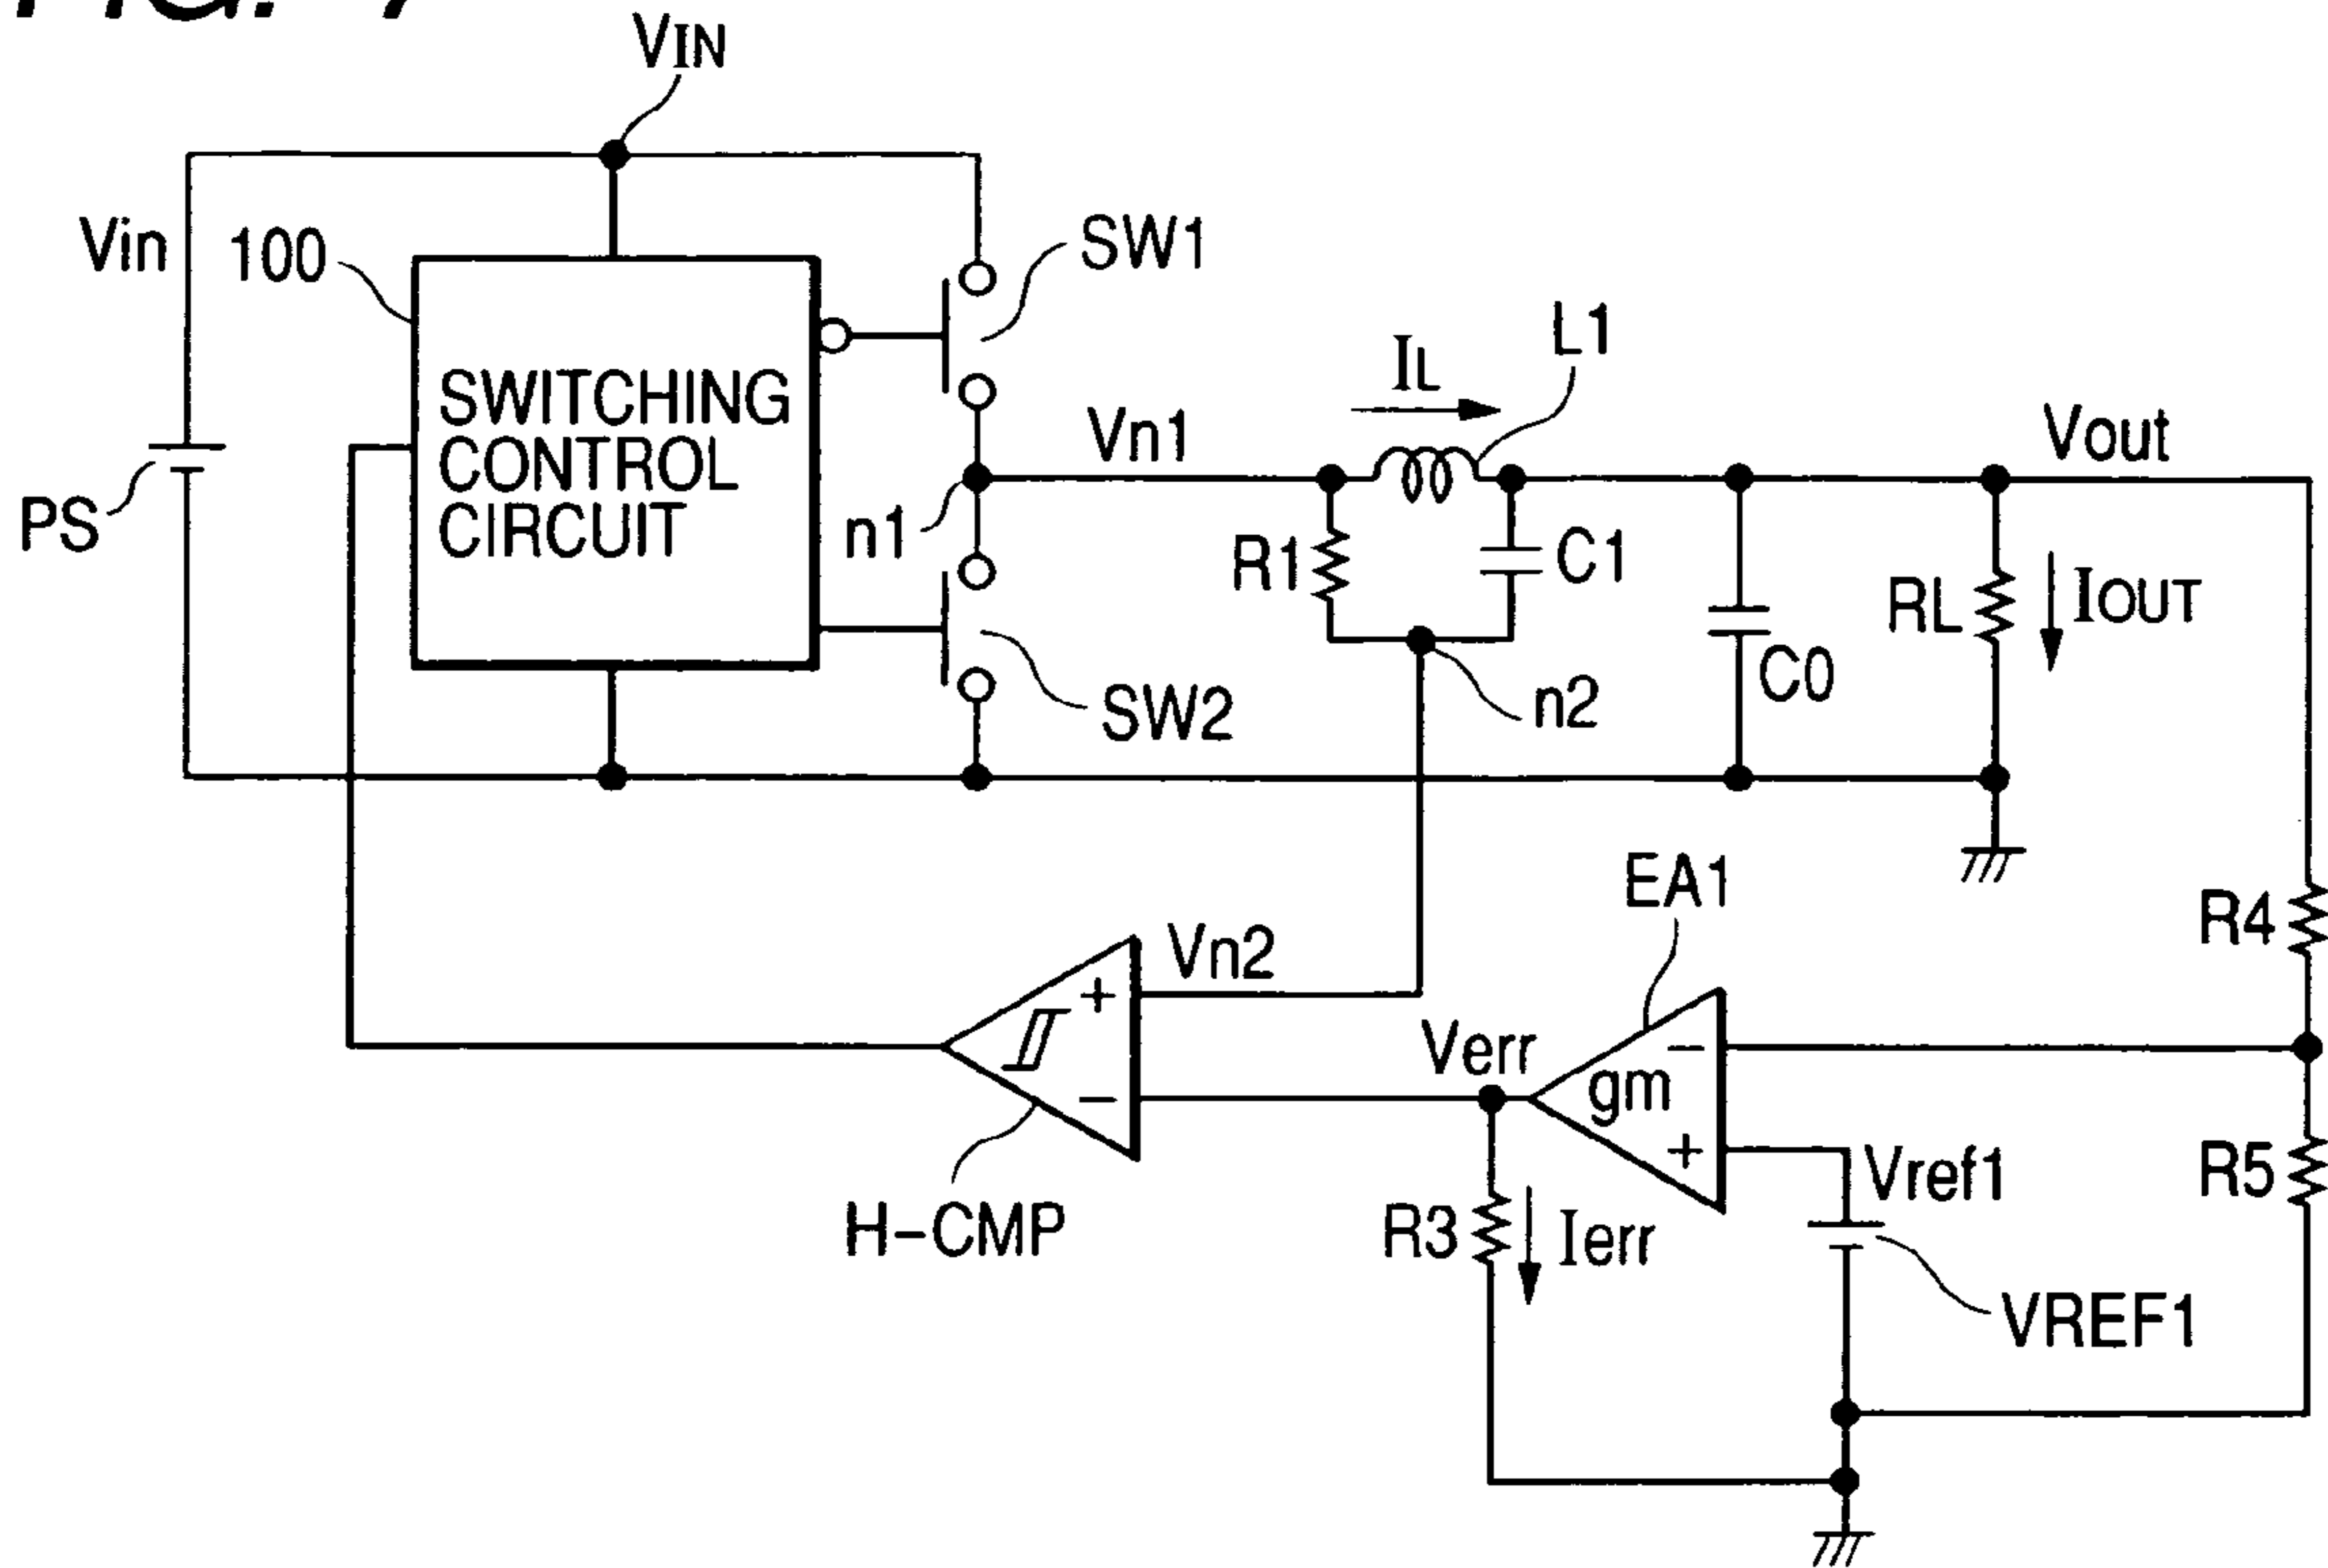 VIN
Vin
100
SW1
SWITCHING
CONTROL
CIRCUIT
PS
n1
Vn1
IL
L1
Vout
R1
C1
RL
IOUT
C0
n2
SW2
EA1
R4
Vn2
+
−
Verr
gm
−
+
Vref1
R5
R3
Ierr
H-CMP
VREF1